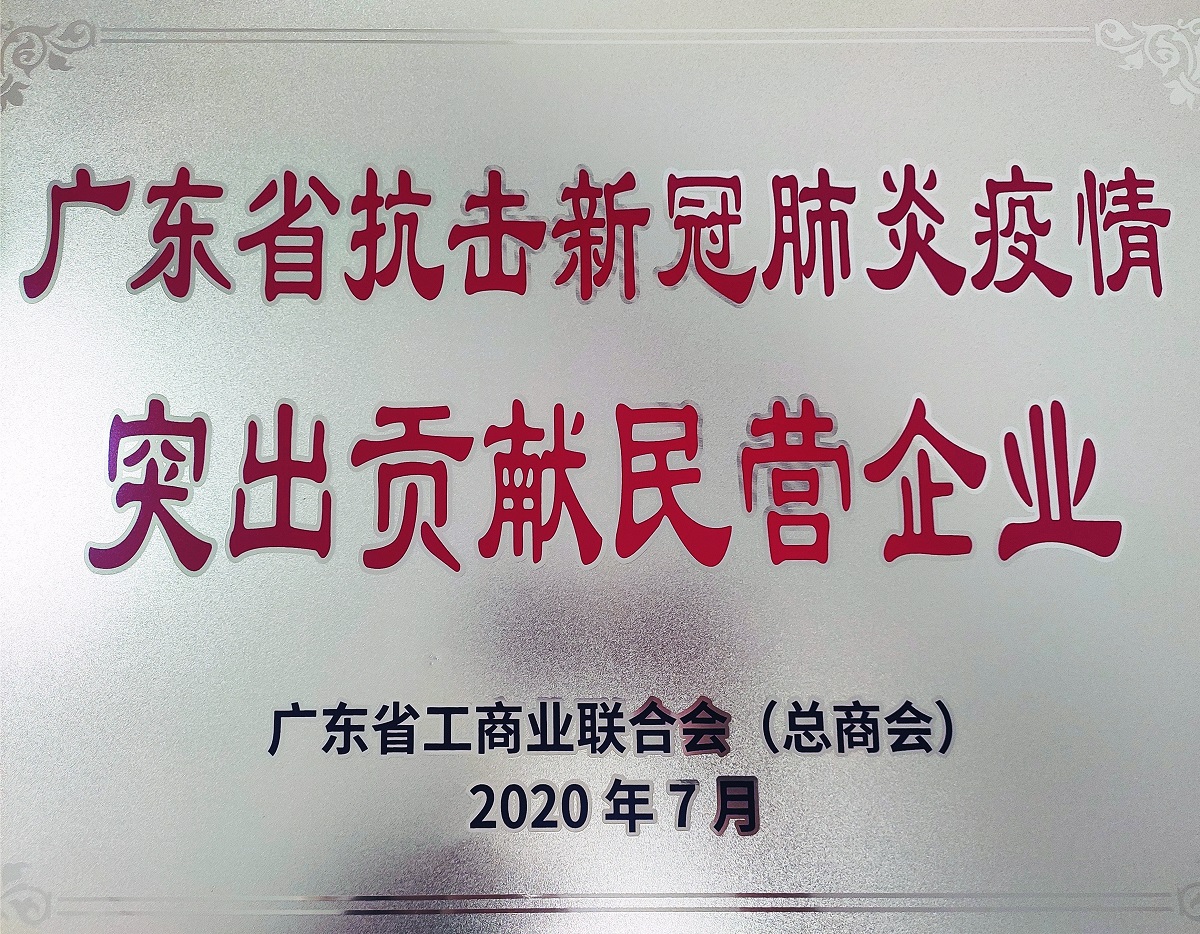 广东省抗击新冠肺炎疫情
突出贡献民营企业
广东省工商业联合会（总商会）
2020年7月